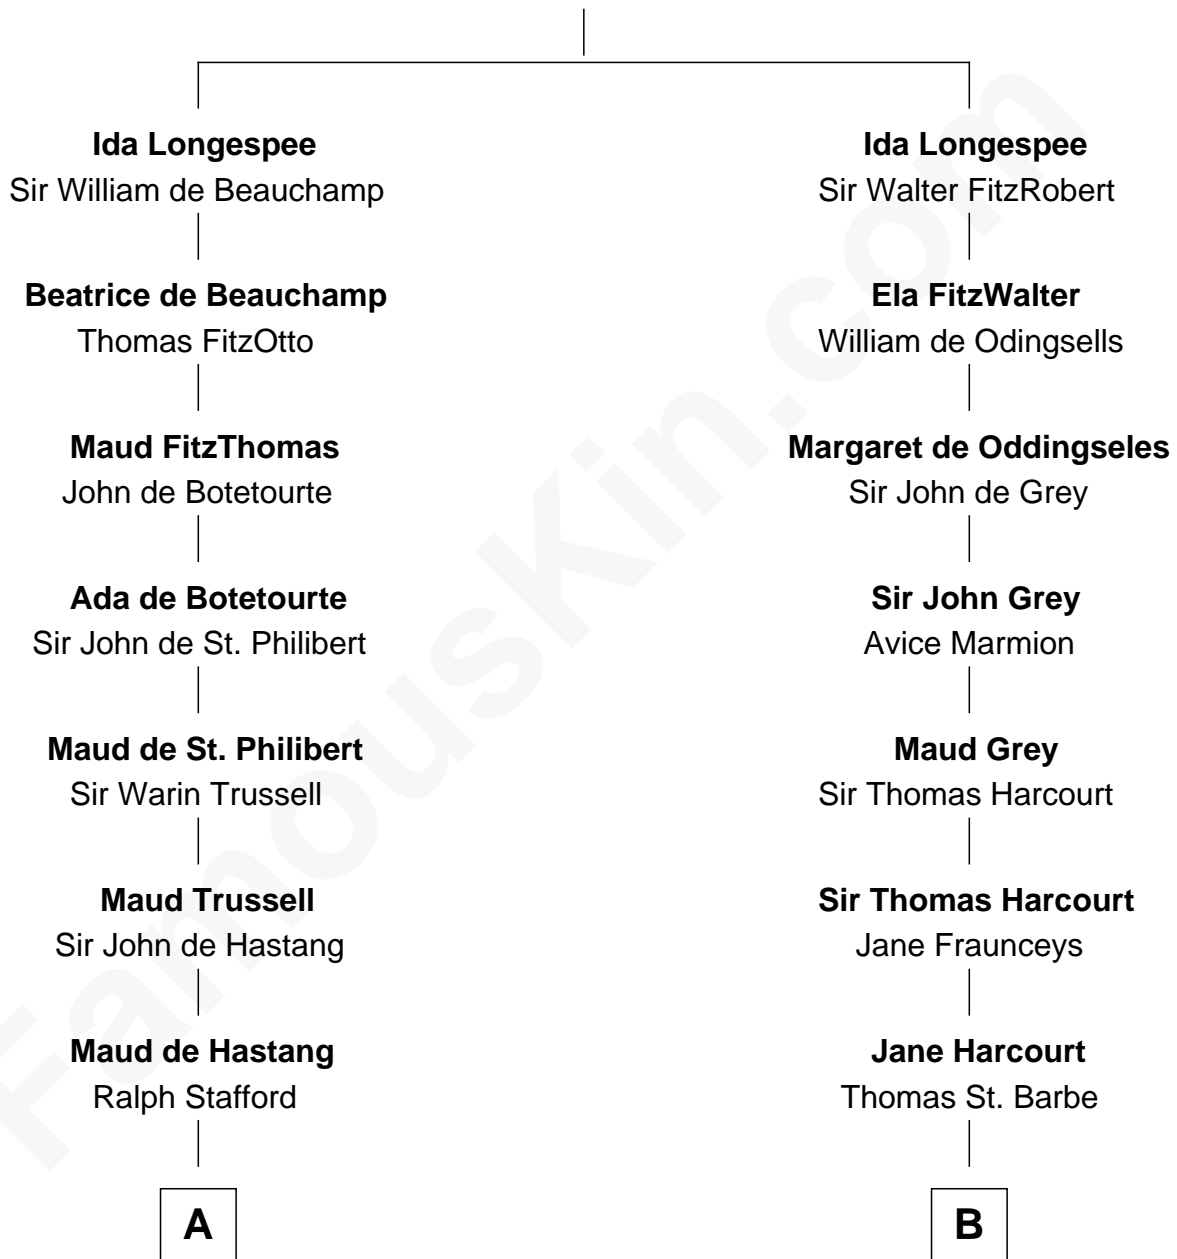 Ida Longespee
Sir William de Beauchamp
Beatrice de Beauchamp
Thomas FitzOtto
Maud FitzThomas
John de Botetourte
Ada de Botetourte
Sir John de St. Philibert
Maud de St. Philibert
Sir Warin Trussell
Maud Trussell
Sir John de Hastang
Maud de Hastang
Ralph Stafford
A
Ida Longespee
Sir Walter FitzRobert
Ela FitzWalter
William de Odingsells
Margaret de Oddingseles
Sir John de Grey
Sir John Grey
Avice Marmion
Maud Grey
Sir Thomas Harcourt
Sir Thomas Harcourt
Jane Fraunceys
Jane Harcourt
Thomas St. Barbe
B
FamousKin.com